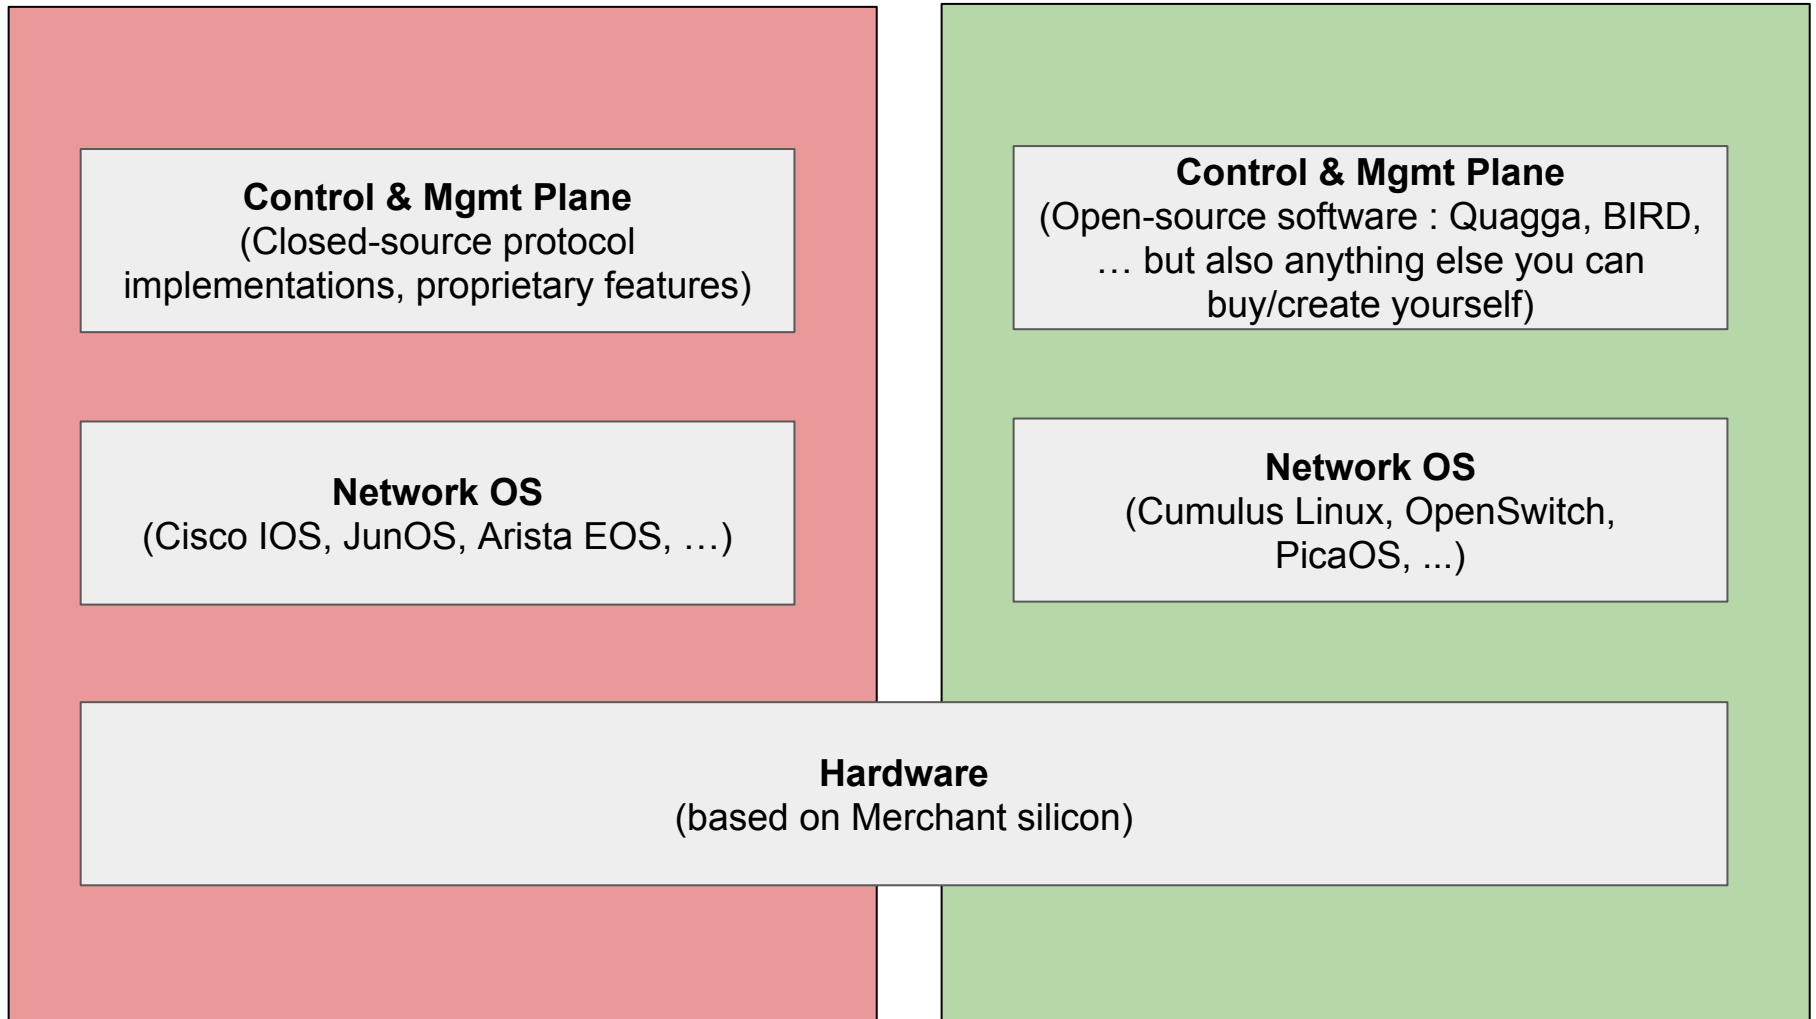 Control & Mgmt Plane
(Closed-source protocol
implementations, proprietary features)
Network OS
(Cisco IOS, JunOS, Arista EOS, …)
Control & Mgmt Plane
(Open-source software : Quagga, BIRD,
… but also anything else you can
buy/create yourself)
Network OS
(Cumulus Linux, OpenSwitch,
PicaOS, ...)
Hardware
(based on Merchant silicon)